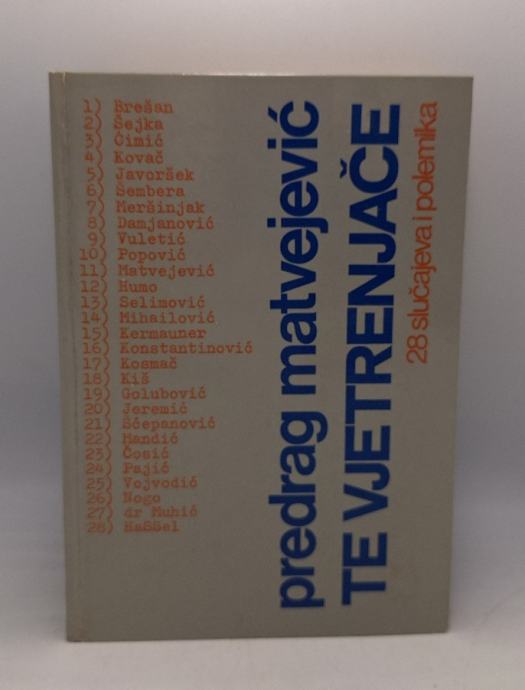 1) Brešan
2) Šejka
3) Čimić
4) Kovač
5) Javoršek
6) Šembera
7) Meršinjak
8) Damjanović
9) Vuletić
10) Popović
11) Matvejević
12) Humo
13) Selimović
14) Mihailović
15) Kermauner
16) Konstantinović
17) Kosmač
18) Kiš
19) Golubović
20) Jeremić
21) Šćepanović
22) Mandić
23) Ćosić
24) Pajić
25) Vojvodić
26) Nogo
27) dr Muhić
28) HaSSel
predrag matvejević
TE VJETRENJAČE
28 slučajeva i polemika